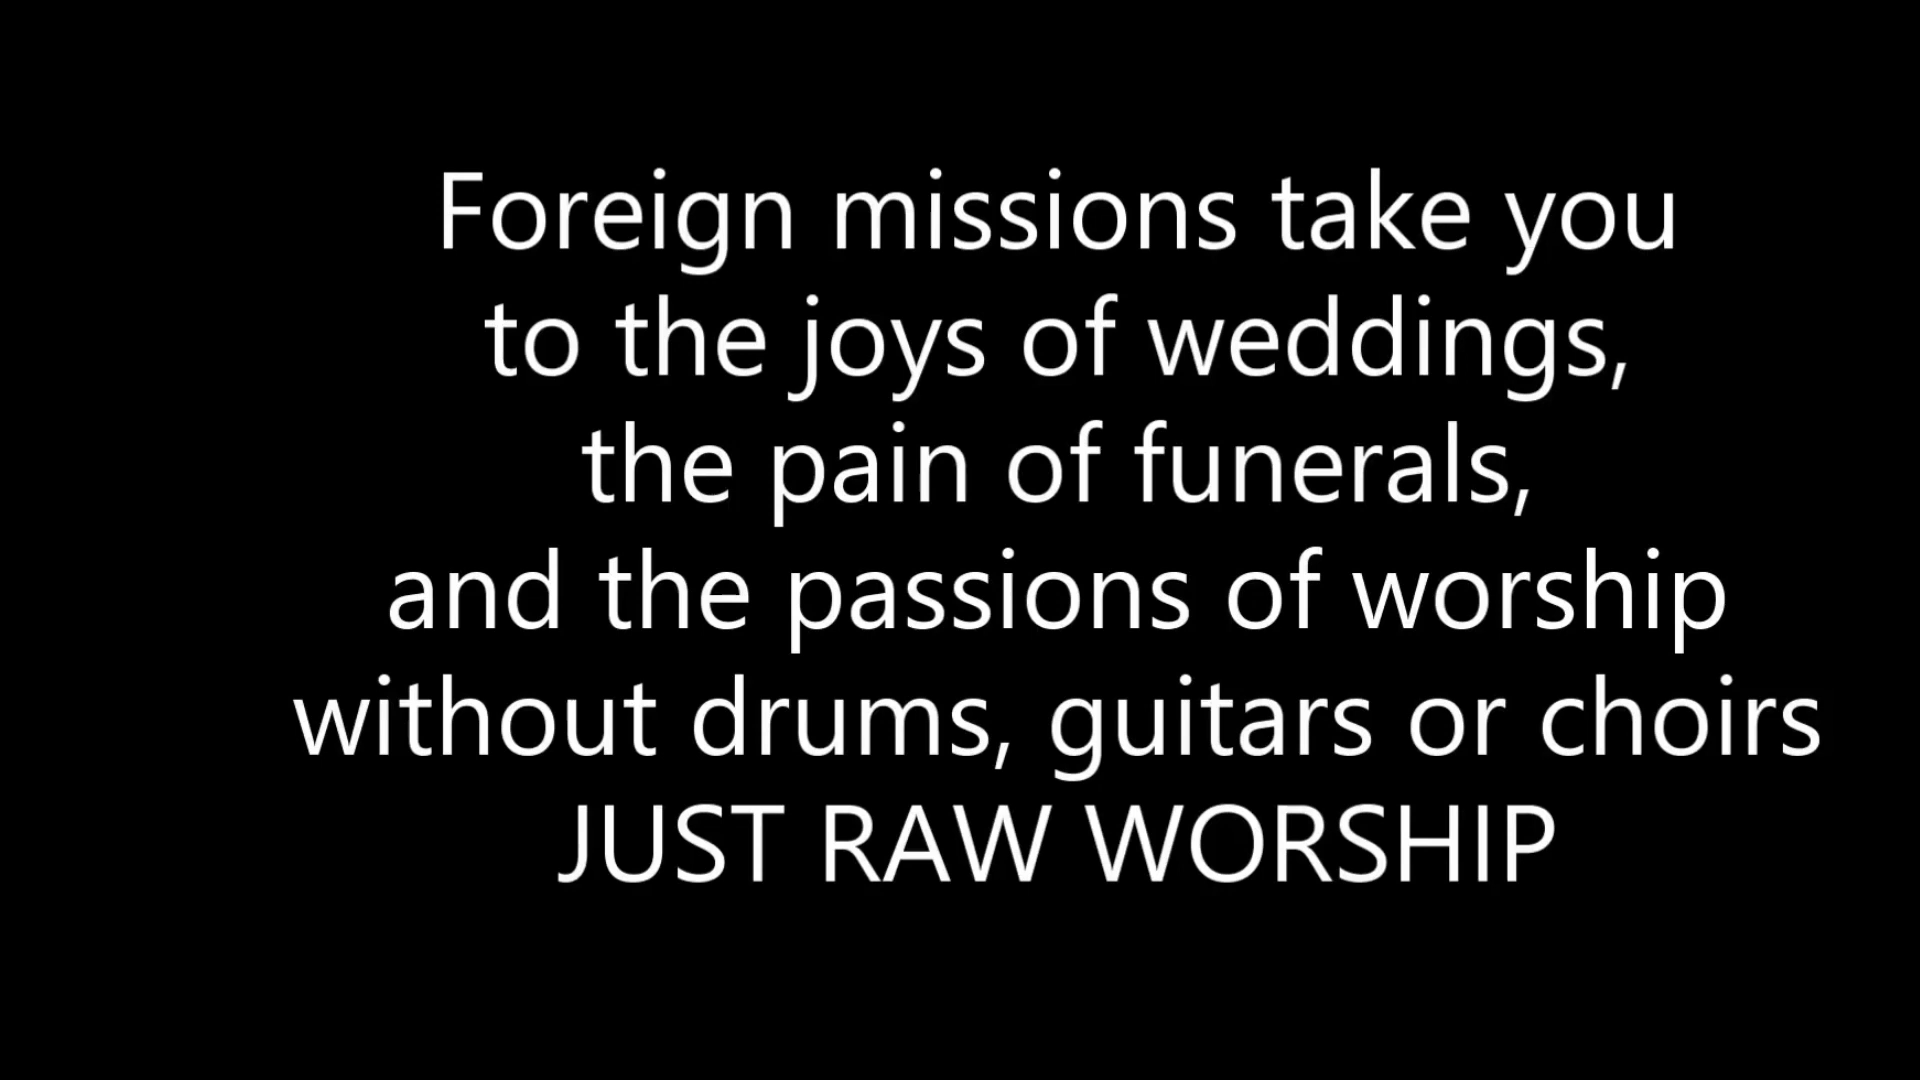 Foreign missions take you
to the joys of weddings,
the pain of funerals,
and the passions of worship
without drums, guitars or choirs
JUST RAW WORSHIP